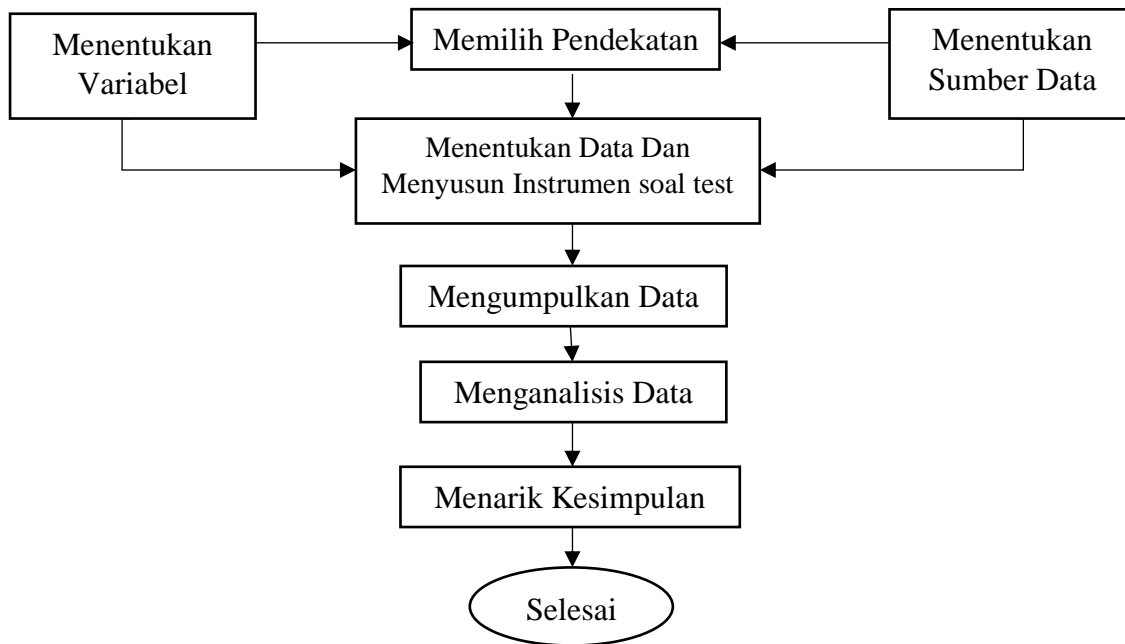 Menentukan
Variabel
Memilih Pendekatan
Menentukan
Sumber Data
Menentukan Data Dan
Menyusun Instrumen soal test
Mengumpulkan Data
Menganalisis Data
Menarik Kesimpulan
Selesai